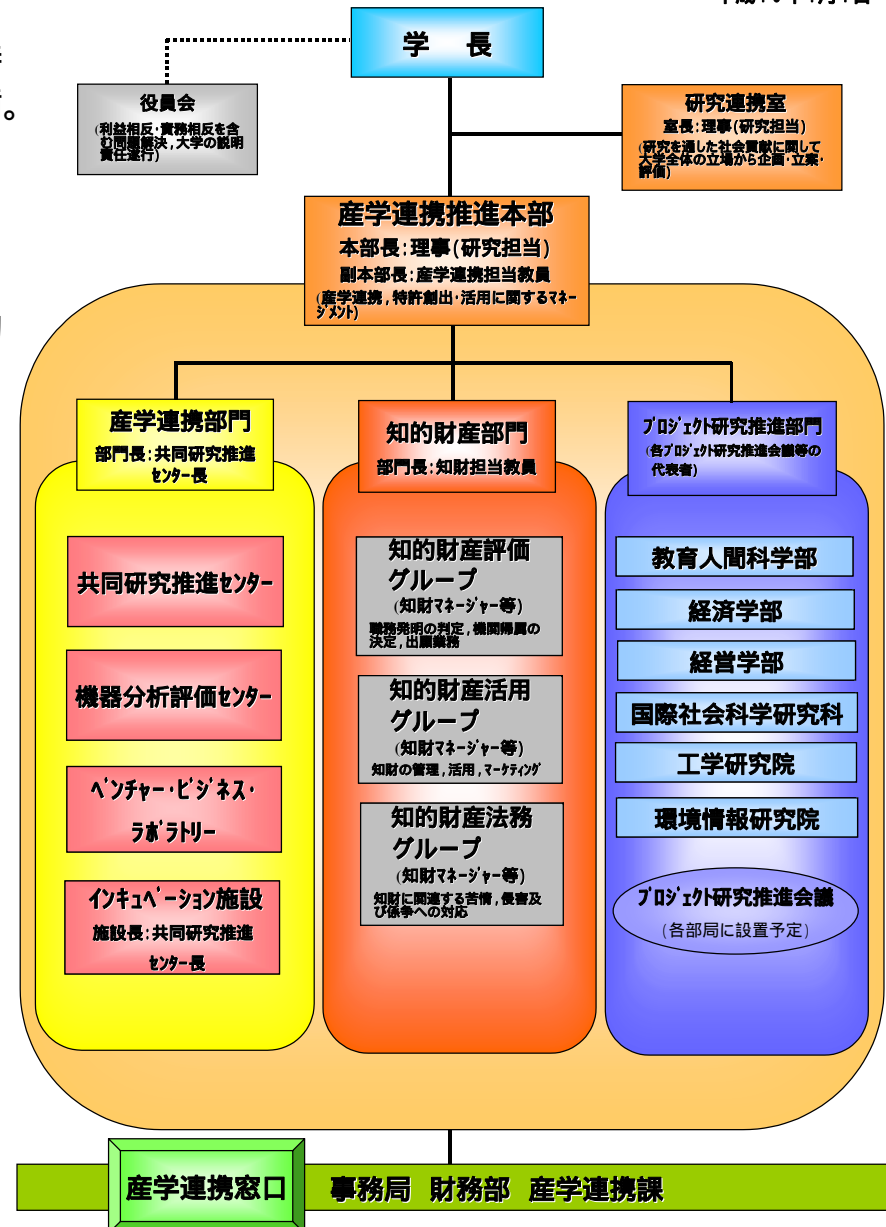 学 長
役員会
(利益相反・責務相反を含
む問題解決,大学の説明
責任遂行)
研究連携室
室長:理事(研究担当)
(研究を通した社会貢献に関して
大学全体の立場から企画・立案・
評価)
産学連携推進本部
本部長:理事(研究担当)
副本部長:産学連携担当教員
(産学連携,特許創出・活用に関するマネー
ジメント)
産学連携部門
部門長:共同研究推進
センター長
共同研究推進センター
機器分析評価センター
ベンチャー・ビジネス・
ラボラトリー
インキュベーション施設
施設長:共同研究推進
センター長
知的財産部門
部門長:知財担当教員
知的財産評価
グループ
(知財マネージャー等)
職務発明の判定,機関帰属の
決定,出願業務
知的財産活用
グループ
(知財マネージャー等)
知財の管理,活用,マーケティング
知的財産法務
グループ
(知財マネージャー等)
知財に関連する苦情,侵害及
び係争への対応
プロジェクト研究推進部門
(各プロジェクト研究推進会議等の
代表者)
教育人間科学部
経済学部
経営学部
国際社会科学研究科
工学研究院
環境情報研究院
プロジェクト研究推進会議
(各部局に設置予定)
産学連携窓口
事務局 財務部 産学連携課